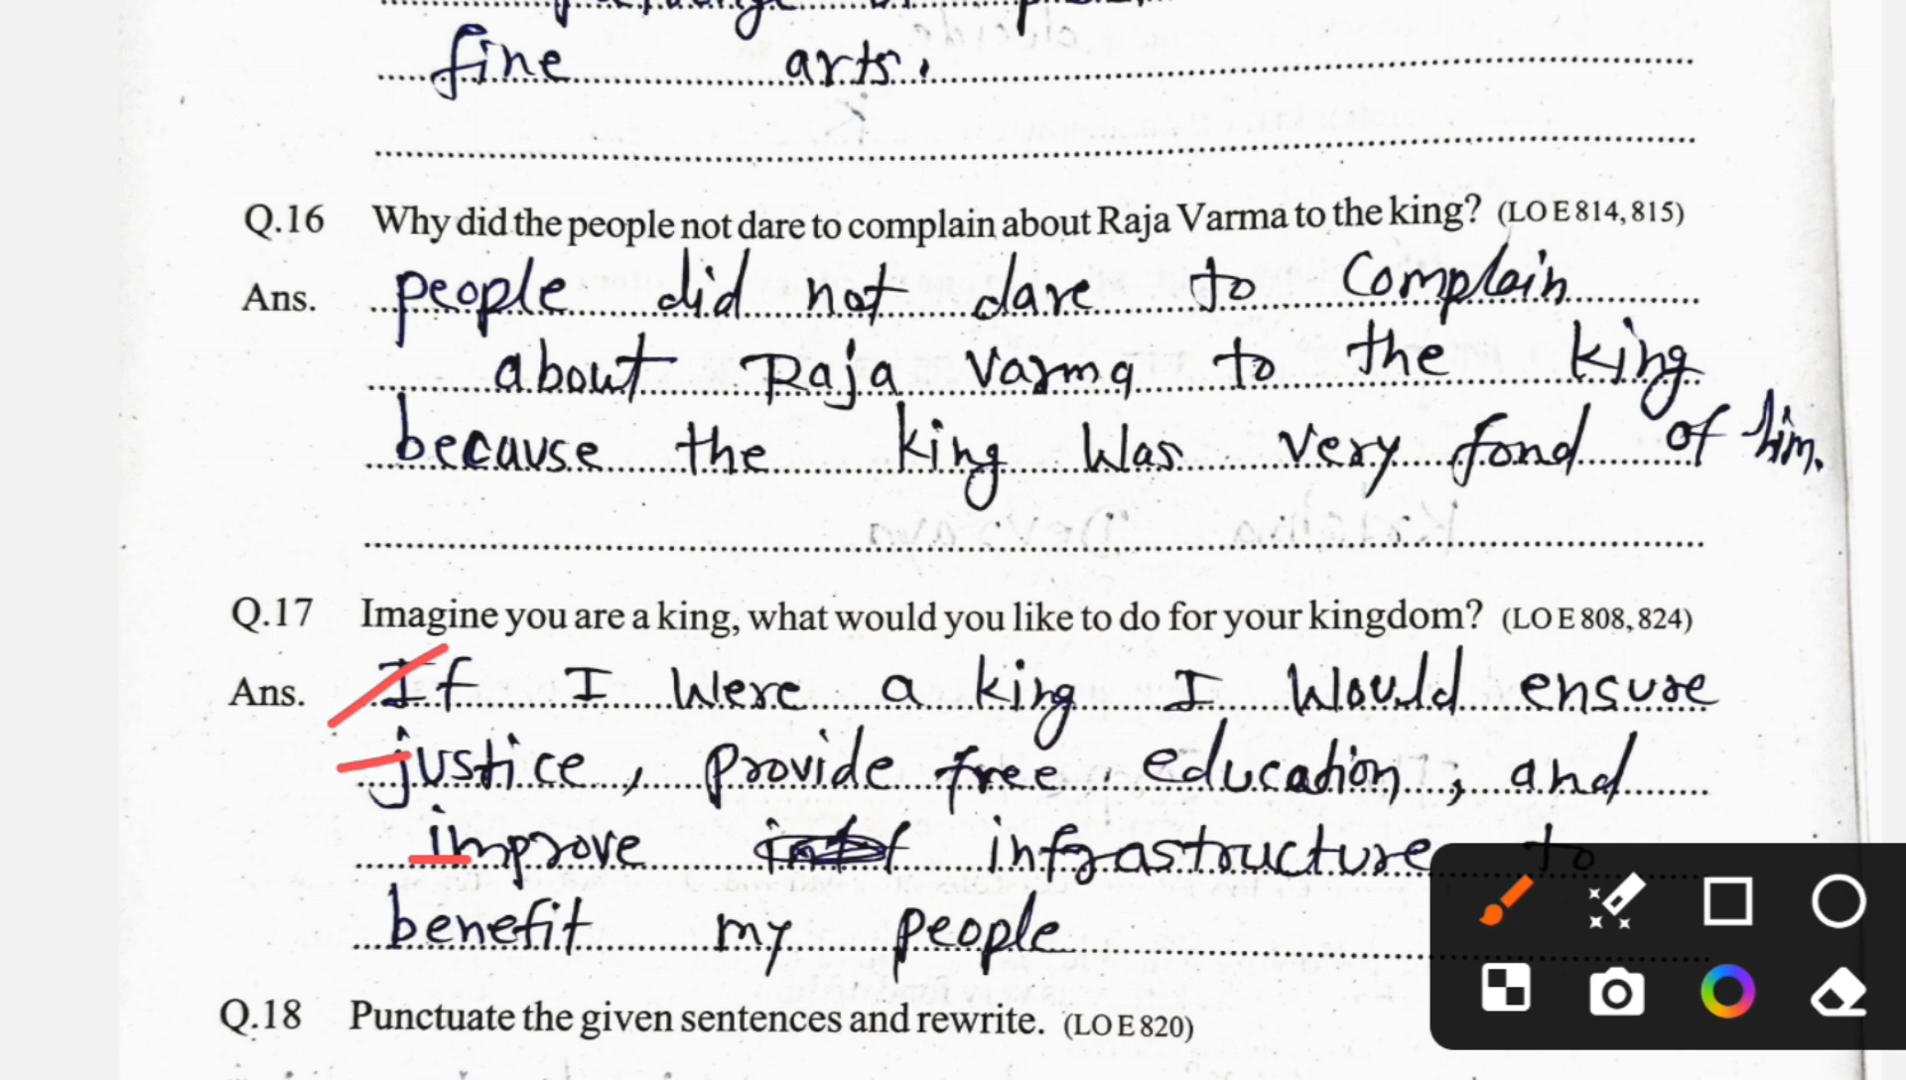 fine arts.
Q.16 Why did the people not dare to complain about Raja Varma to the king? (LO E 814, 815)
Ans. people did not dare to complain
about Raja Varma to the king
because the king was very fond of him.
Q.17 Imagine you are a king, what would you like to do for your kingdom? (LO E 808, 824)
Ans. If I were a king I would ensure
justice, provide free education, and
improve infrastructure to
benefit my people
Q.18 Punctuate the given sentences and rewrite. (LO E 820)